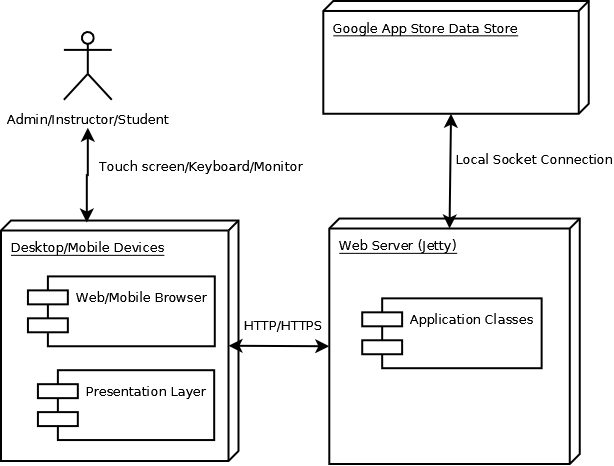 Google App Store Data Store
Admin/Instructor/Student
Touch screen/Keyboard/Monitor
Local Socket Connection
Desktop/Mobile Devices
Web/Mobile Browser
Presentation Layer
HTTP/HTTPS
Web Server (Jetty)
Application Classes